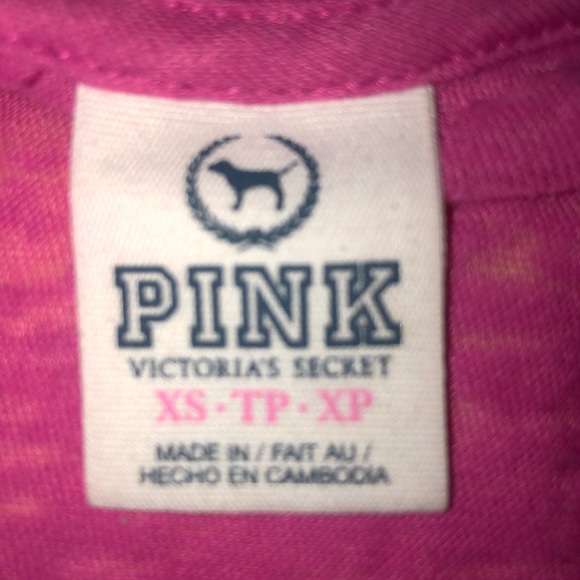 PINK
VICTORIA'S SECRET
XS · TP · XP
MADE IN / FAIT AU /
HECHO EN CAMBODIA